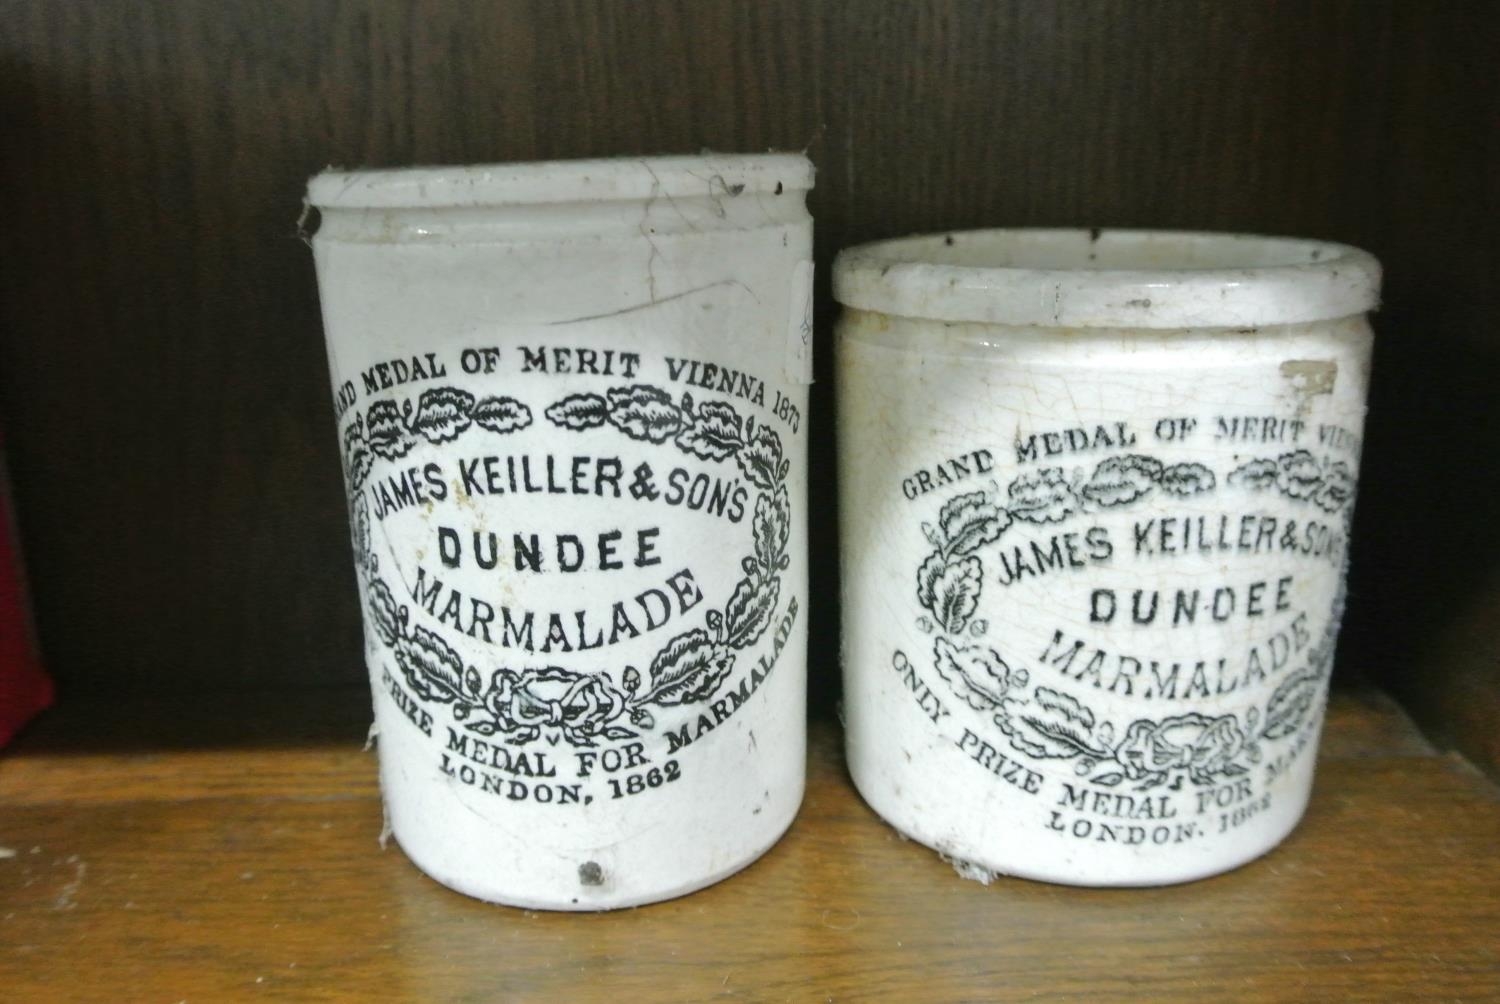 MEDAL OF MERIT VIENNA 1873
JAMES KEILLER & SON'S
DUNDEE
MARMALADE
PRIZE MEDAL FOR MARMALADE
LONDON, 1862
GRAND MEDAL OF MERIT
JAMES KEILLER & SON'S
DUNDEE
MARMALADE
ONLY PRIZE MEDAL FOR
LONDON. 1862